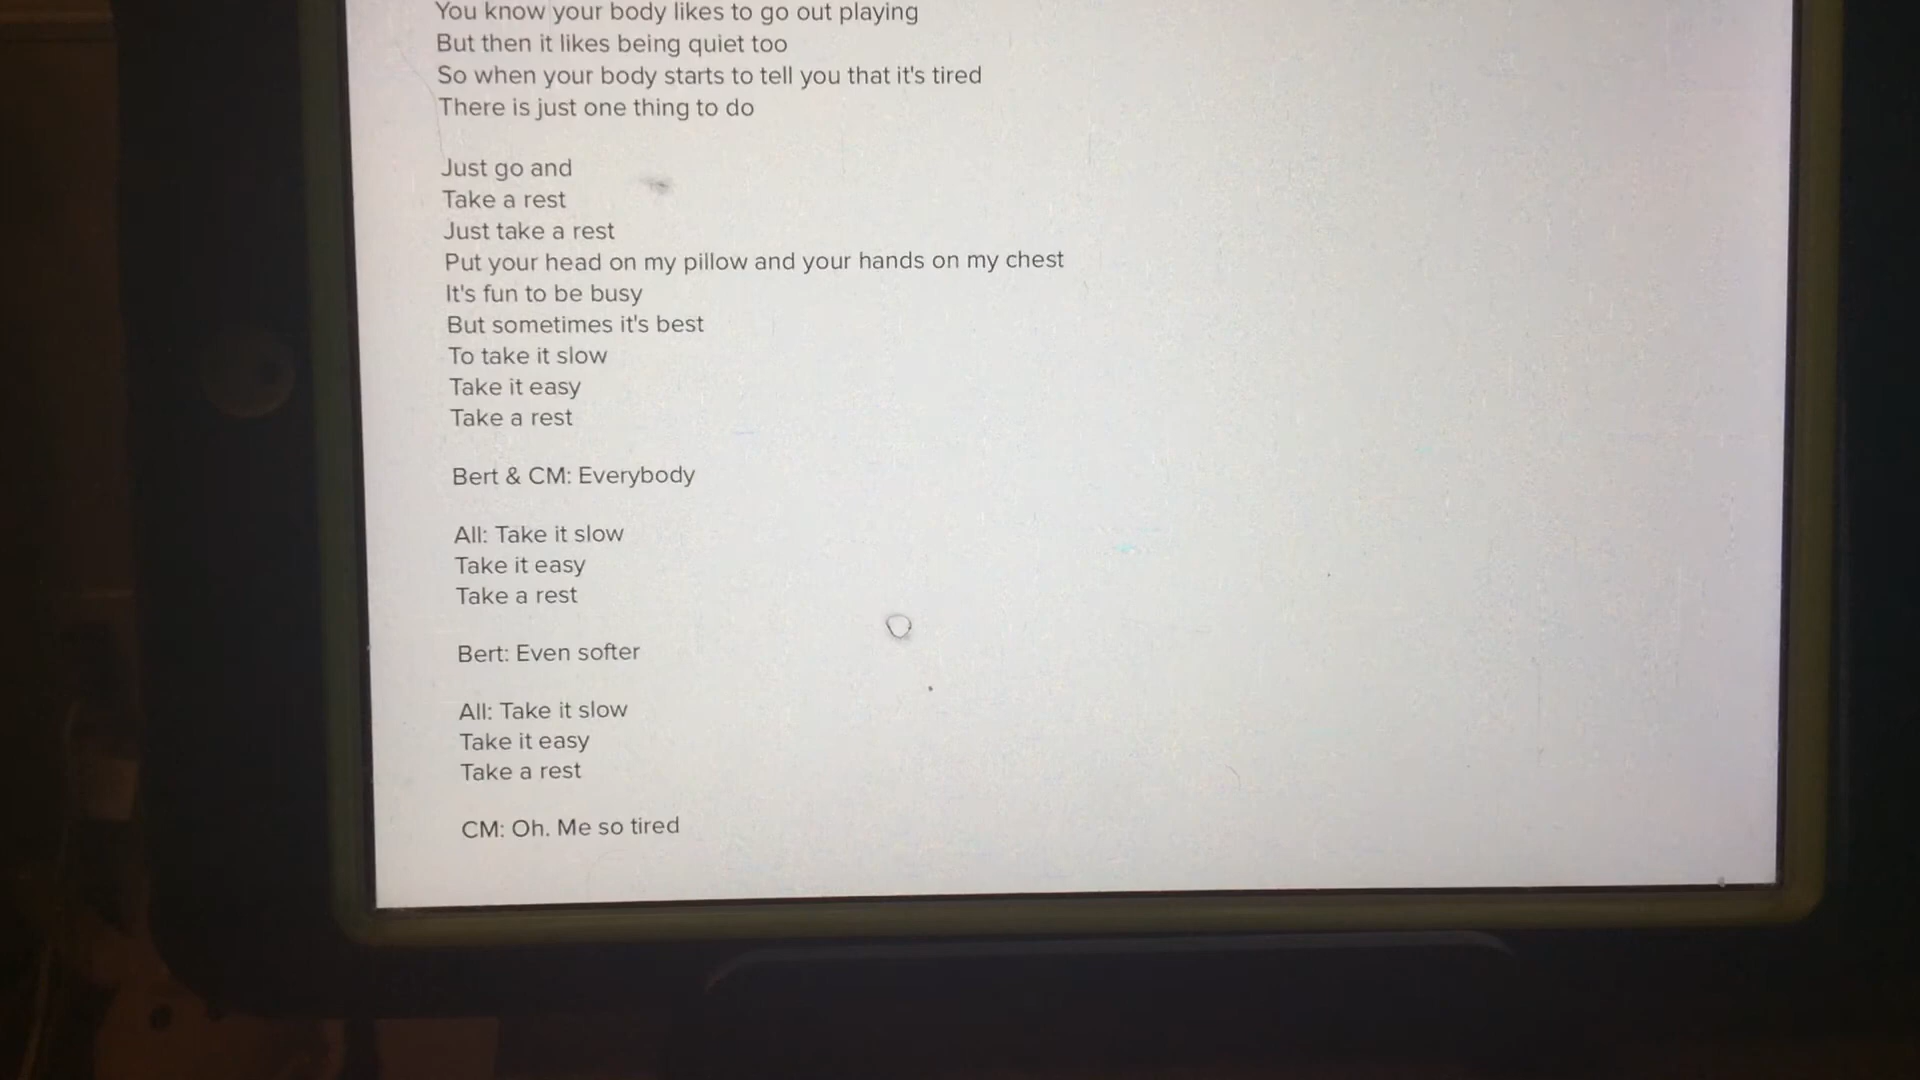 You know your body likes to go out playing
But then it likes being quiet too
So when your body starts to tell you that it's tired
There is just one thing to do
Just go and
Take a rest
Just take a rest
Put your head on my pillow and your hands on my chest
It's fun to be busy
But sometimes it's best
To take it slow
Take it easy
Take a rest
Bert & CM: Everybody
All: Take it slow
Take it easy
Take a rest
Bert: Even softer
All: Take it slow
Take it easy
Take a rest
CM: Oh. Me so tired